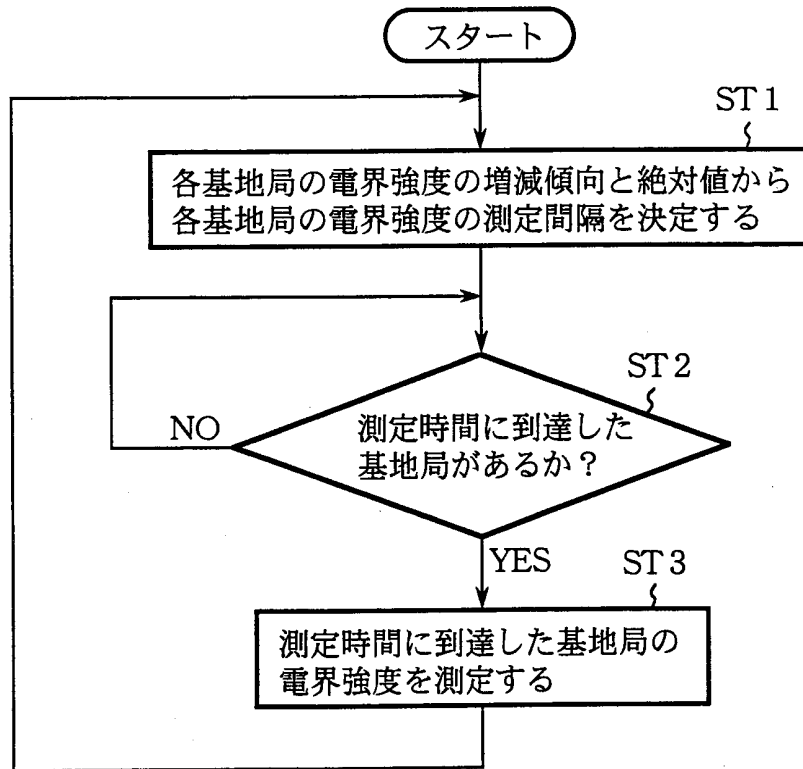 スタート
ST1
各基地局の電界強度の増減傾向と絶対値から
各基地局の電界強度の測定間隔を決定する
ST2
測定時間に到達した
基地局があるか？
NO
YES
ST3
測定時間に到達した基地局の
電界強度を測定する